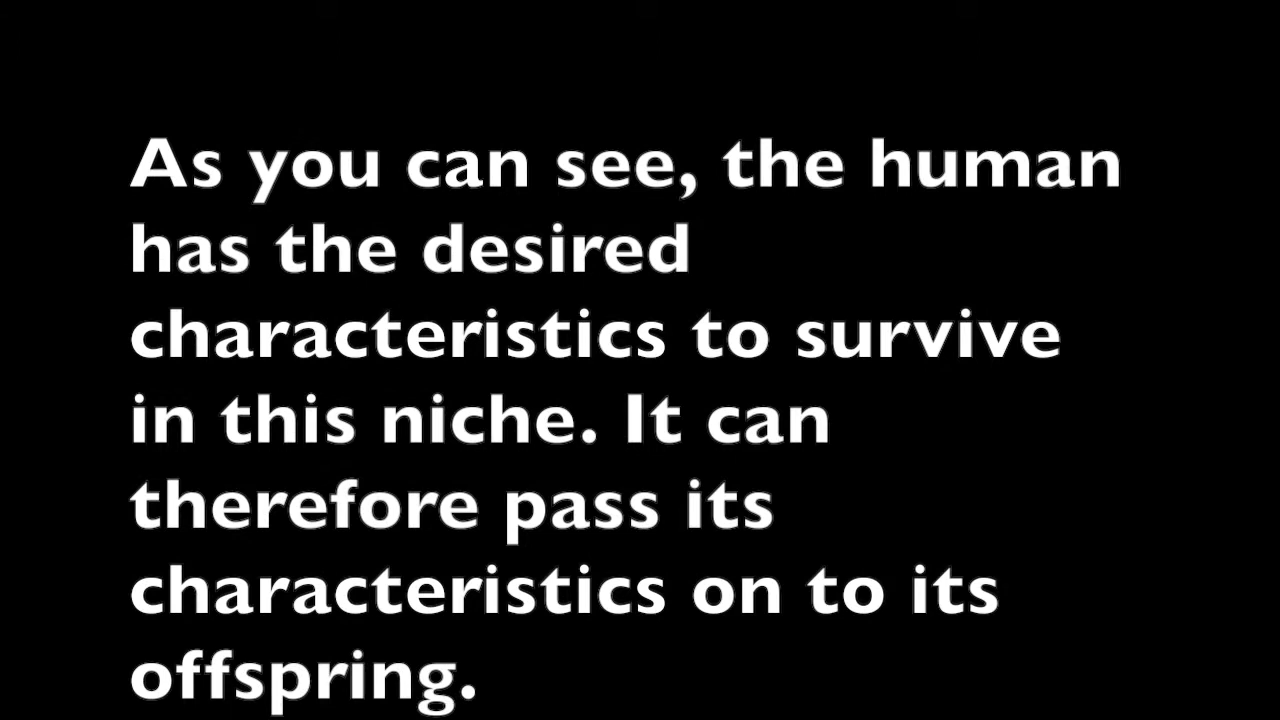 As you can see, the human
has the desired
characteristics to survive
in this niche. It can
therefore pass its
characteristics on to its
offspring.